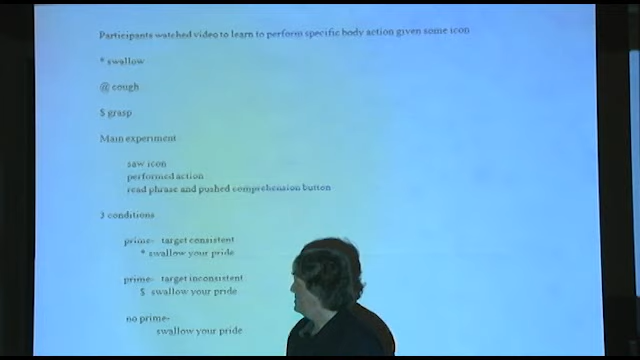 Participants watched video to learn to perform specific body action given some icon
* swallow
@ cough
$ grasp
Main experiment
saw icon
performed action
read phrase and pushed comprehension button
3 conditions
prime- target consistent
* swallow your pride
prime- target inconsistent
$ swallow your pride
no prime-
swallow your pride